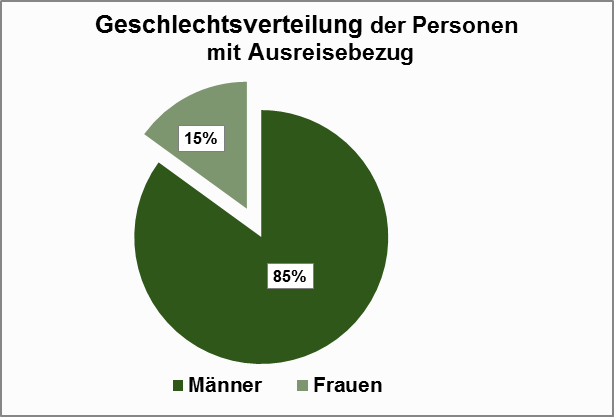 Geschlechtsverteilung der Personen
mit Ausreisebezug
15%
85%
Männer Frauen